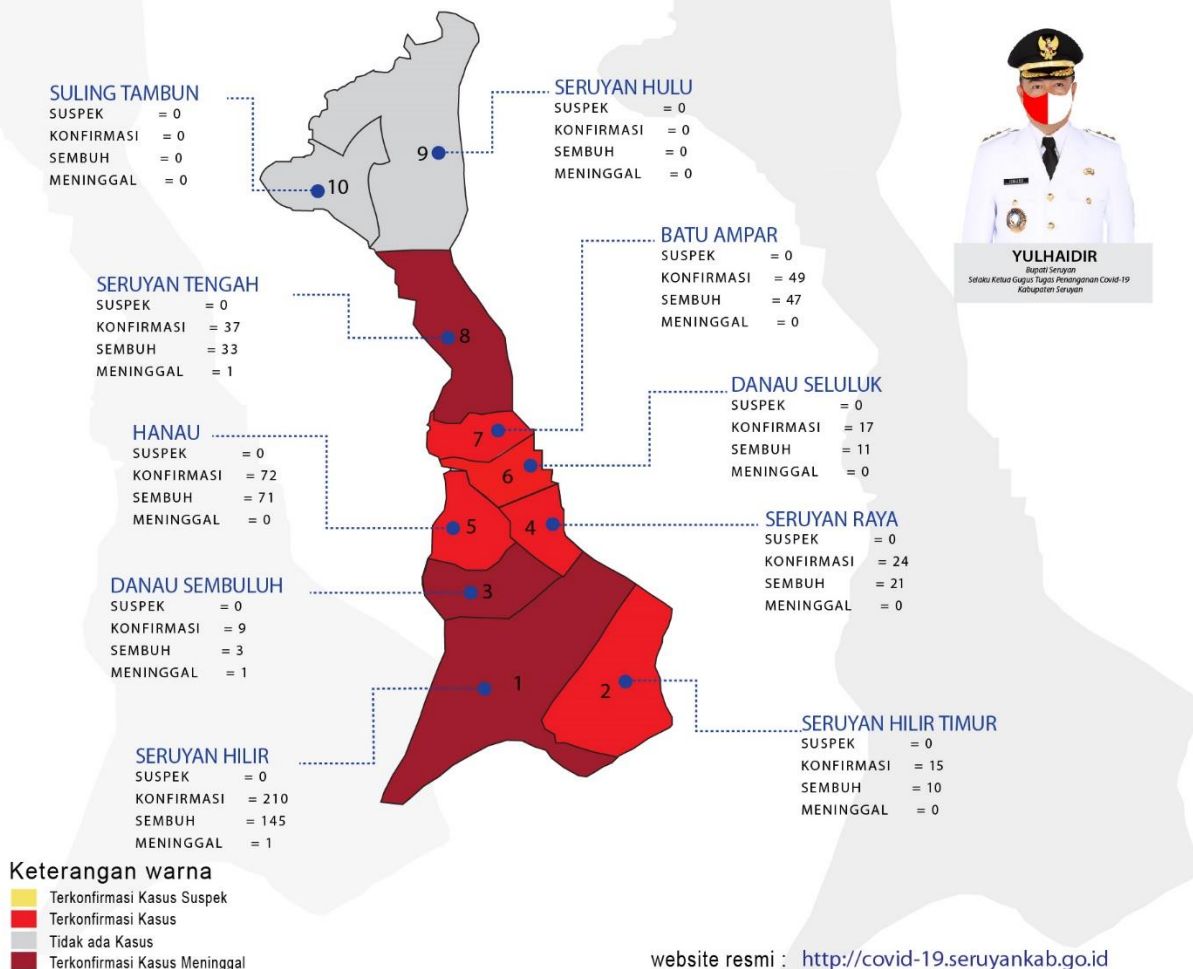 SULING TAMBUN
SUSPEK = 0
KONFIRMASI = 0
SEMBUH = 0
MENINGGAL = 0
SERUYAN HULU
SUSPEK = 0
KONFIRMASI = 0
SEMBUH = 0
MENINGGAL = 0
9
10
YULHAIDIR
Bupati Seruyan
Selaku Ketua Gugus Tugas Penanganan Covid-19
Kabupaten Seruyan
BATU AMPAR
SUSPEK = 0
KONFIRMASI = 49
SEMBUH = 47
MENINGGAL = 0
SERUYAN TENGAH
SUSPEK = 0
KONFIRMASI = 37
SEMBUH = 33
MENINGGAL = 1
8
DANAU SELULUK
SUSPEK = 0
KONFIRMASI = 17
SEMBUH = 11
MENINGGAL = 0
HANAU
SUSPEK = 0
KONFIRMASI = 72
SEMBUH = 71
MENINGGAL = 0
7
6
5
4
SERUYAN RAYA
SUSPEK = 0
KONFIRMASI = 24
SEMBUH = 21
MENINGGAL = 0
DANAU SEMBULUH
SUSPEK = 0
KONFIRMASI = 9
SEMBUH = 3
MENINGGAL = 1
3
1
2
SERUYAN HILIR TIMUR
SUSPEK = 0
KONFIRMASI = 15
SEMBUH = 10
MENINGGAL = 0
SERUYAN HILIR
SUSPEK = 0
KONFIRMASI = 210
SEMBUH = 145
MENINGGAL = 1
Keterangan warna
Terkonfirmasi Kasus Suspek
Terkonfirmasi Kasus
Tidak ada Kasus
Terkonfirmasi Kasus Meninggal
website resmi : http://covid-19.seruyankab.go.id